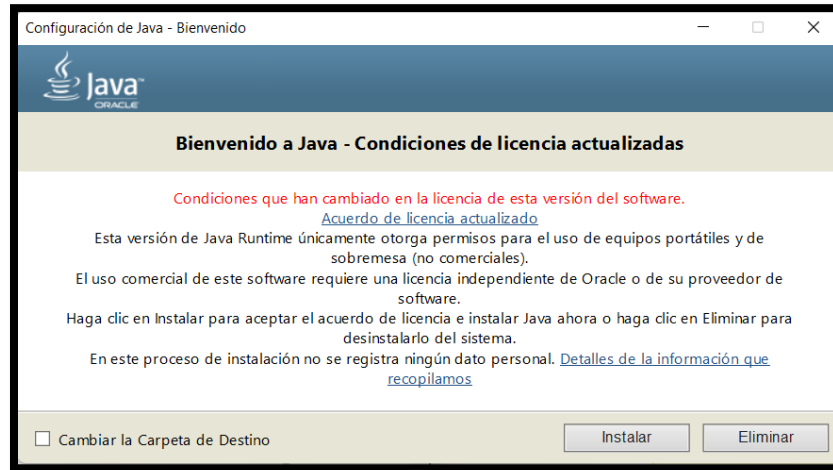 Configuración de Java - Bienvenido
Java
ORACLE
Bienvenido a Java - Condiciones de licencia actualizadas
Condiciones que han cambiado en la licencia de esta versión del software.
Acuerdo de licencia actualizado
Esta versión de Java Runtime únicamente otorga permisos para el uso de equipos portátiles y de
sobremesa (no comerciales).
El uso comercial de este software requiere una licencia independiente de Oracle o de su proveedor de
software.
Haga clic en Instalar para aceptar el acuerdo de licencia e instalar Java ahora o haga clic en Eliminar para
desinstalarlo del sistema.
En este proceso de instalación no se registra ningún dato personal. Detalles de la información que
recopilamos
Cambiar la Carpeta de Destino
Instalar
Eliminar